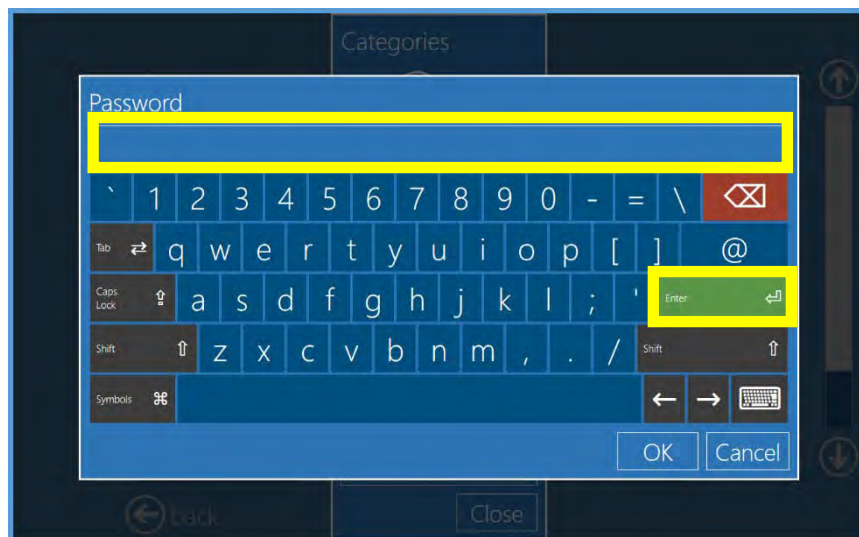 Categories
Password
` 1 2 3 4 5 6 7 8 9 0 - = \
Tab q w e r t y u i o p [ ] @
Caps Lock a s d f g h j k l ; ' Enter
Shift z x c v b n m , . / Shift
Symbols
OK Cancel
back Close